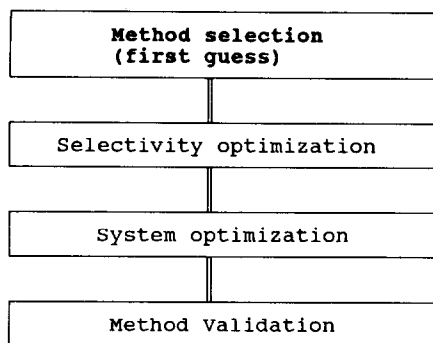 Method selection
(first guess)
Selectivity optimization
System optimization
Method Validation